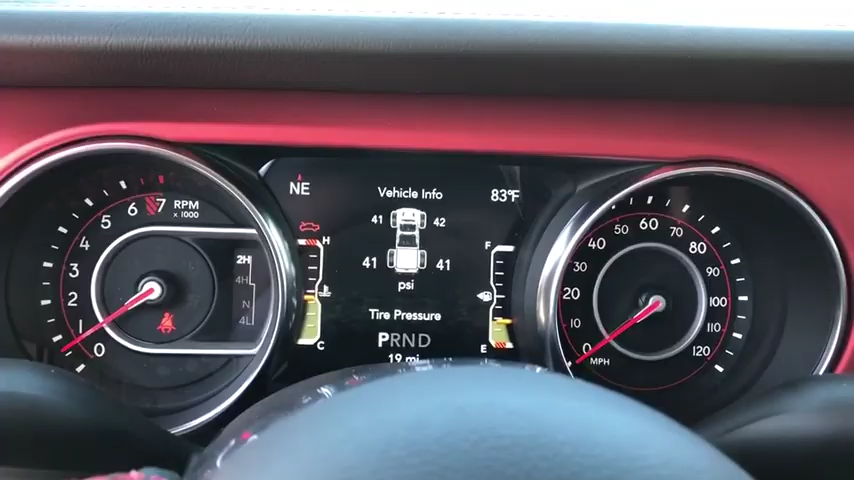 NE
Vehicle Info
83°F
41 42
41 41
psi
Tire Pressure
PRND
19 mi
H
C
F
E
RPM
x 1000
0
1
2
3
4
5
6
7
2H
4H
N
4L
0
10
20
30
40
50
60
70
80
90
100
110
120
MPH